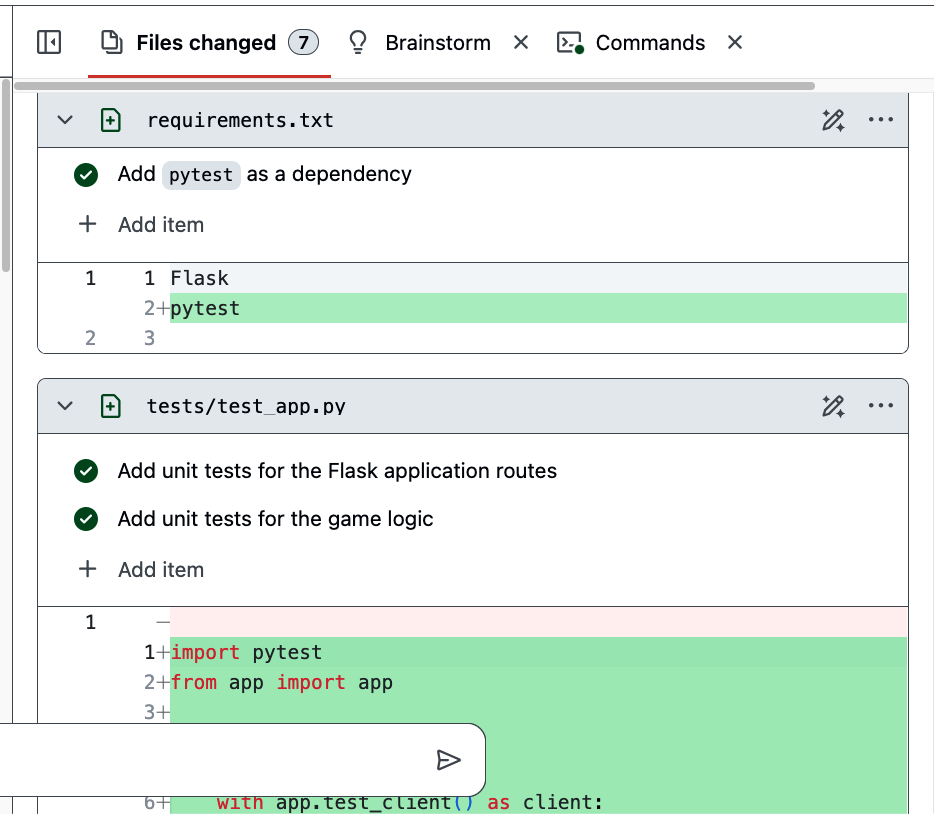 Files changed 7 Brainstorm Commands
requirements.txt
Add pytest as a dependency
Add item
1 1 Flask
2+pytest
2 3
tests/test_app.py
Add unit tests for the Flask application routes
Add unit tests for the game logic
Add item
1 −
1+import pytest
2+from app import app
3+
6+ with app.test_client() as client: